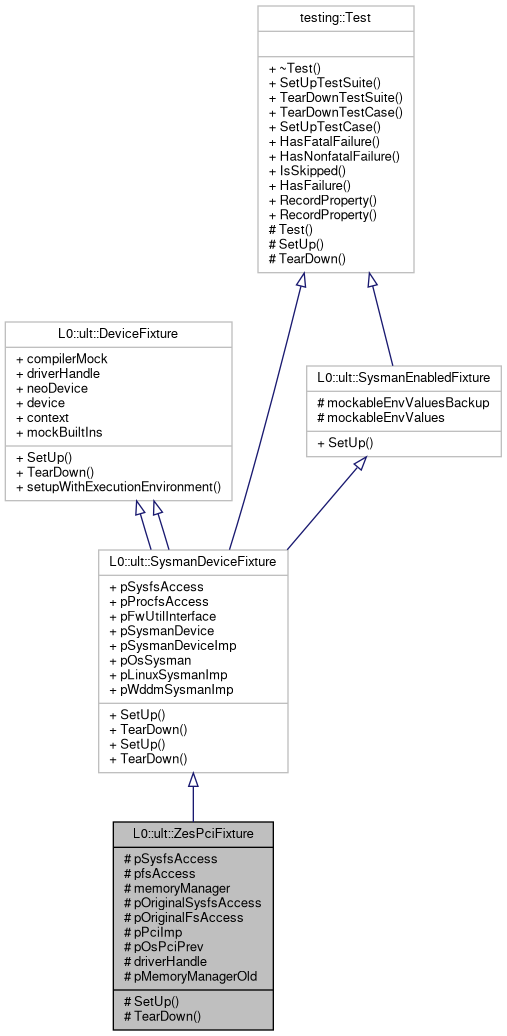 testing::Test
+ ~Test()
+ SetUpTestSuite()
+ TearDownTestSuite()
+ TearDownTestCase()
+ SetUpTestCase()
+ HasFatalFailure()
+ HasNonfatalFailure()
+ IsSkipped()
+ HasFailure()
+ RecordProperty()
+ RecordProperty()
# Test()
# SetUp()
# TearDown()
L0::ult::DeviceFixture
+ compilerMock
+ driverHandle
+ neoDevice
+ device
+ context
+ mockBuiltIns
+ SetUp()
+ TearDown()
+ setupWithExecutionEnvironment()
L0::ult::SysmanEnabledFixture
# mockableEnvValuesBackup
# mockableEnvValues
+ SetUp()
L0::ult::SysmanDeviceFixture
+ pSysfsAccess
+ pProcfsAccess
+ pFwUtilInterface
+ pSysmanDevice
+ pSysmanDeviceImp
+ pOsSysman
+ pLinuxSysmanImp
+ pWddmSysmanImp
+ SetUp()
+ TearDown()
+ SetUp()
+ TearDown()
L0::ult::ZesPciFixture
# pSysfsAccess
# pfsAccess
# memoryManager
# pOriginalSysfsAccess
# pOriginalFsAccess
# pPciImp
# pOsPciPrev
# driverHandle
# pMemoryManagerOld
# SetUp()
# TearDown()